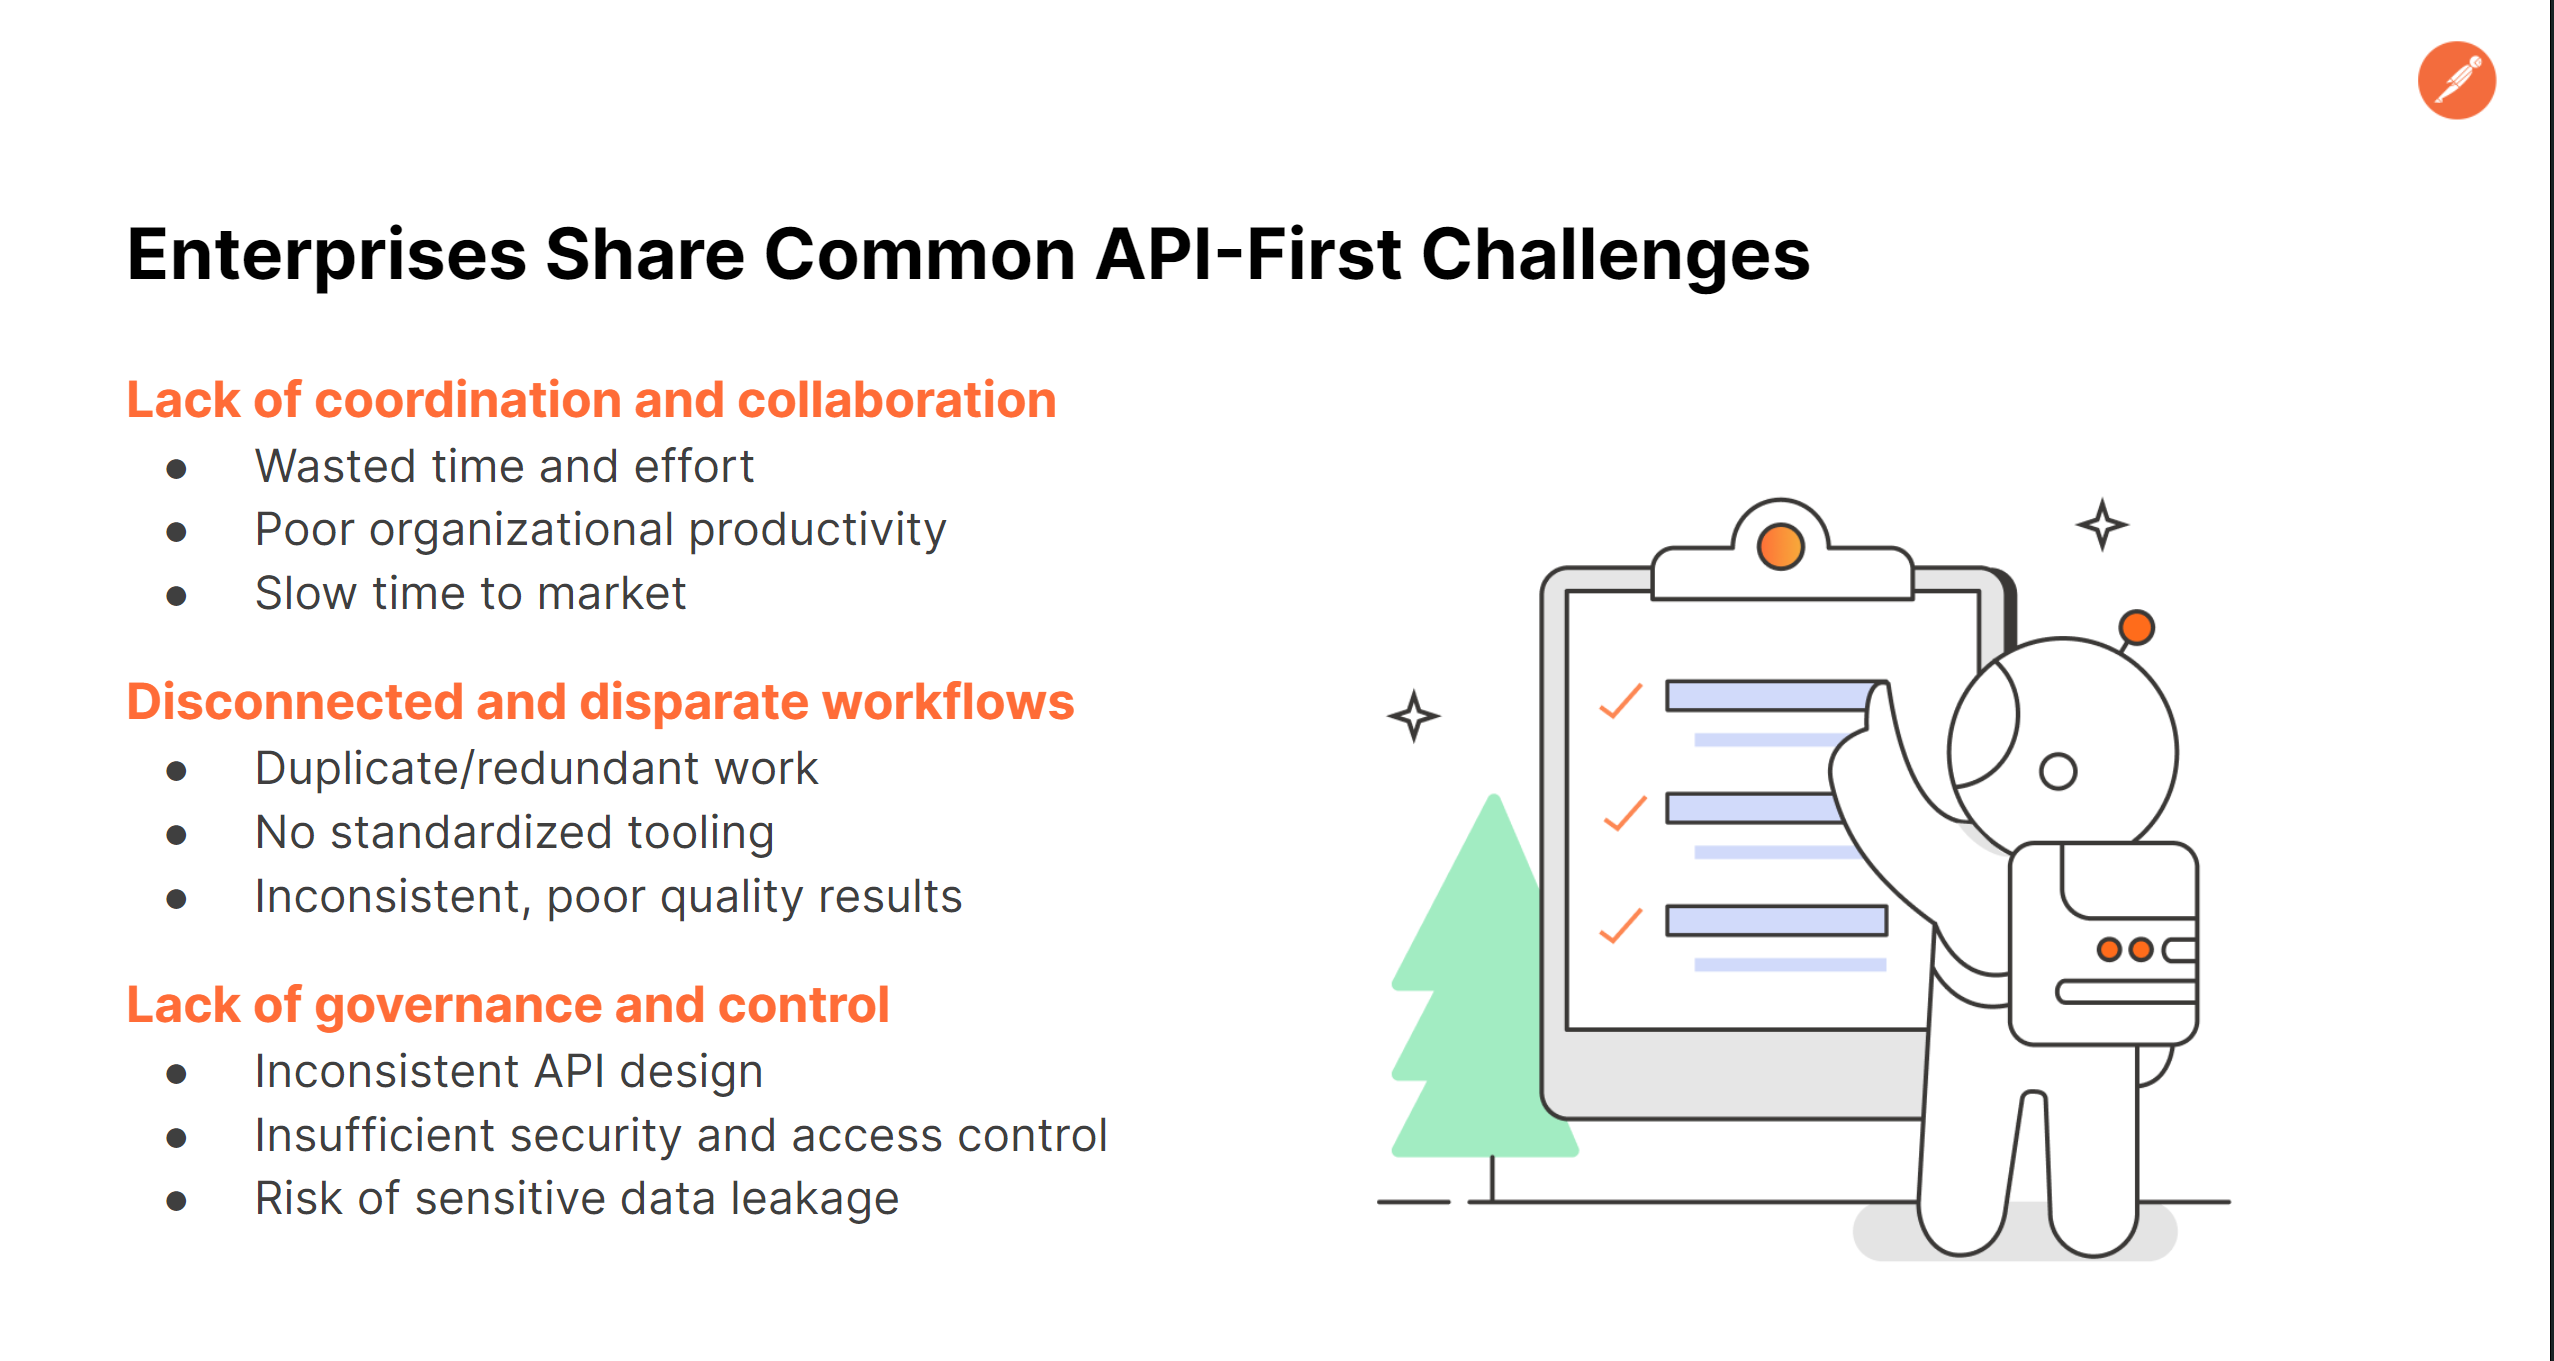 Enterprises Share Common API-First Challenges
Lack of coordination and collaboration
● Wasted time and effort
● Poor organizational productivity
● Slow time to market
Disconnected and disparate workflows
● Duplicate/redundant work
● No standardized tooling
● Inconsistent, poor quality results
Lack of governance and control
● Inconsistent API design
● Insufficient security and access control
● Risk of sensitive data leakage